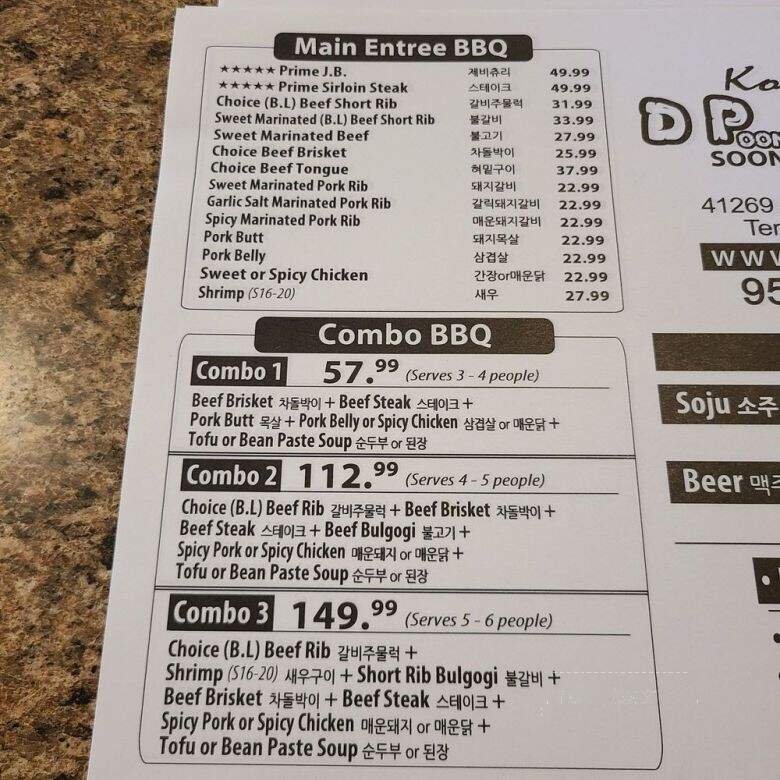 Main Entree BBQ
★★★★★ Prime J.B. 제비츄리 49.99
★★★★★ Prime Sirloin Steak 스테이크 49.99
Choice (B.L) Beef Short Rib 갈비주물럭 31.99
Sweet Marinated (B.L) Beef Short Rib 불갈비 33.99
Sweet Marinated Beef 불고기 27.99
Choice Beef Brisket 차돌박이 25.99
Choice Beef Tongue 혀밑구이 37.99
Sweet Marinated Pork Rib 돼지갈비 22.99
Garlic Salt Marinated Pork Rib 갈릭돼지갈비 22.99
Spicy Marinated Pork Rib 매운돼지갈비 22.99
Pork Butt 돼지목살 22.99
Pork Belly 삼겹살 22.99
Sweet or Spicy Chicken 간장or매운닭 22.99
Shrimp (S16-20) 새우 27.99
Combo BBQ
Combo 1 57.99 (Serves 3 - 4 people)
Beef Brisket 차돌박이 + Beef Steak 스테이크 +
Pork Butt 목살 + Pork Belly or Spicy Chicken 삼겹살 or 매운닭 +
Tofu or Bean Paste Soup 순두부 or 된장
Combo 2 112.99 (Serves 4 - 5 people)
Choice (B.L) Beef Rib 갈비주물럭 + Beef Brisket 차돌박이 +
Beef Steak 스테이크 + Beef Bulgogi 불고기 +
Spicy Pork or Spicy Chicken 매운돼지 or 매운닭 +
Tofu or Bean Paste Soup 순두부 or 된장
Combo 3 149.99 (Serves 5 - 6 people)
Choice (B.L) Beef Rib 갈비주물럭 +
Shrimp (S16-20) 새우구이 + Short Rib Bulgogi 불갈비 +
Beef Brisket 차돌박이 + Beef Steak 스테이크 +
Spicy Pork or Spicy Chicken 매운돼지 or 매운닭 +
Tofu or Bean Paste Soup 순두부 or 된장
D
SOON
41269
WWW
95
Soju 소주
Beer 맥주